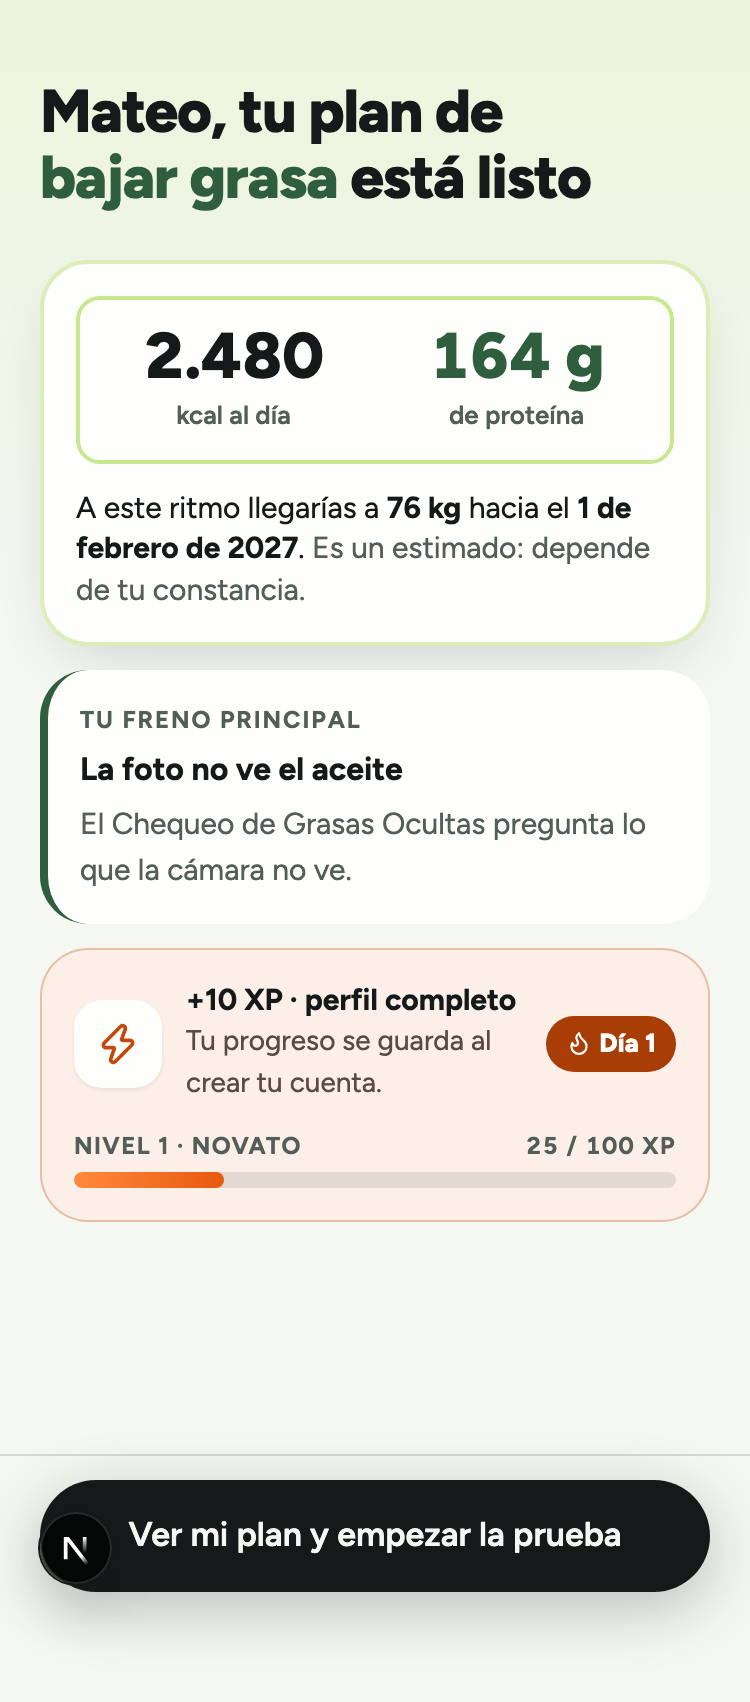 Mateo, tu plan de
bajar grasa está listo
2.480
kcal al día
164 g
de proteína
A este ritmo llegarías a 76 kg hacia el 1 de
febrero de 2027. Es un estimado: depende
de tu constancia.
TU FRENO PRINCIPAL
La foto no ve el aceite
El Chequeo de Grasas Ocultas pregunta lo
que la cámara no ve.
+10 XP · perfil completo
Tu progreso se guarda al
crear tu cuenta.
Día 1
NIVEL 1 · NOVATO
25 / 100 XP
N
Ver mi plan y empezar la prueba